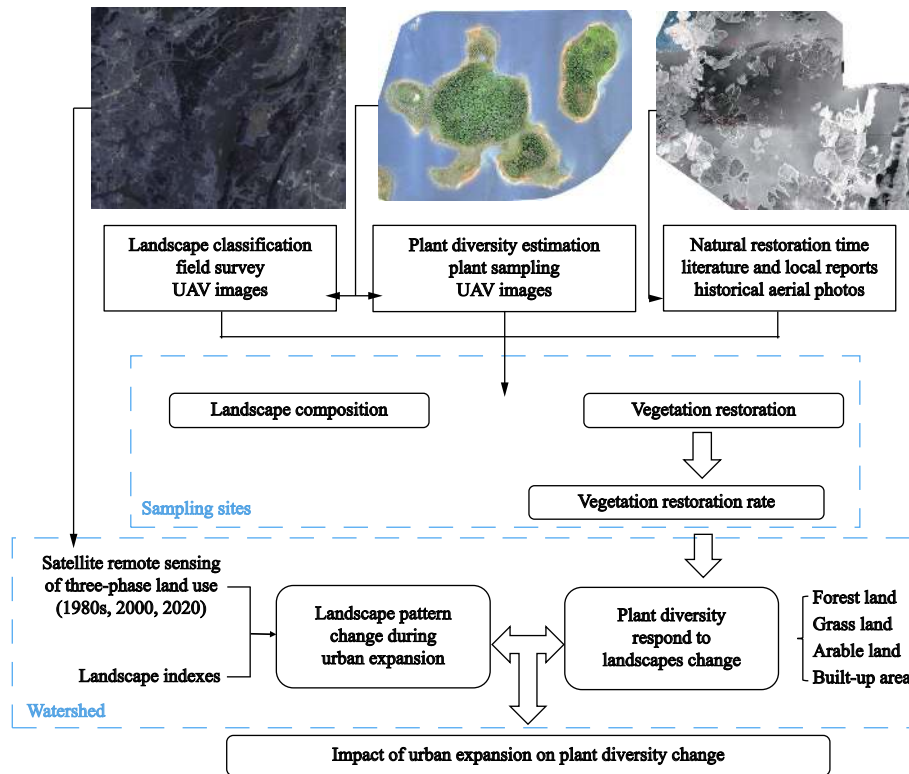 Landscape classification
field survey
UAV images
Plant diversity estimation
plant sampling
UAV images
Natural restoration time
literature and local reports
historical aerial photos
Landscape composition
Vegetation restoration
Vegetation restoration rate
Sampling sites
Satellite remote sensing
of three-phase land use
(1980s, 2000, 2020)
Landscape indexes
Landscape pattern
change during
urban expansion
Plant diversity
respond to
landscapes change
Forest land
Grass land
Arable land
Built-up area
Watershed
Impact of urban expansion on plant diversity change